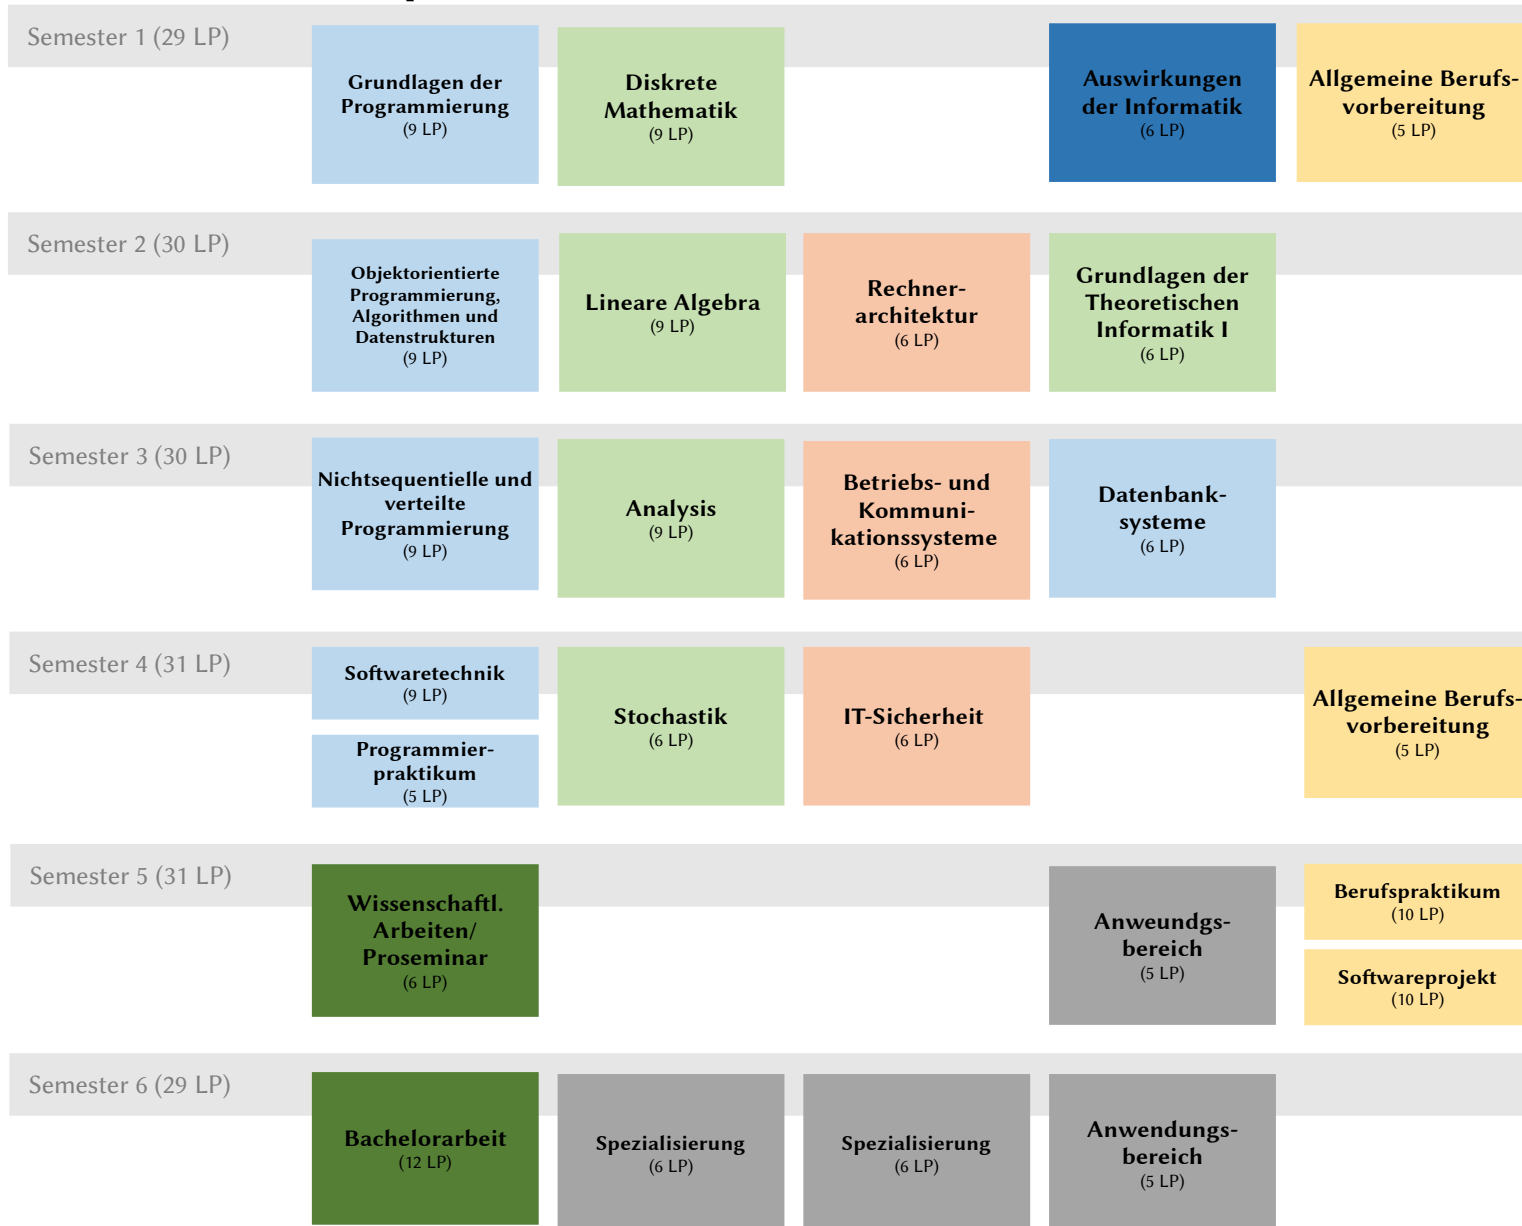 Semester 1 (29 LP)
Grundlagen der
Programmierung
(9 LP)
Diskrete
Mathematik
(9 LP)
Auswirkungen
der Informatik
(6 LP)
Allgemeine Berufs-
vorbereitung
(5 LP)
Semester 2 (30 LP)
Objektorientierte
Programmierung,
Algorithmen und
Datenstrukturen
(9 LP)
Lineare Algebra
(9 LP)
Rechner-
architektur
(6 LP)
Grundlagen der
Theoretischen
Informatik I
(6 LP)
Semester 3 (30 LP)
Nichtsequentielle und
verteilte
Programmierung
(9 LP)
Analysis
(9 LP)
Betriebs- und
Kommuni-
kationssysteme
(6 LP)
Datenbank-
systeme
(6 LP)
Semester 4 (31 LP)
Softwaretechnik
(9 LP)
Programmier-
praktikum
(5 LP)
Stochastik
(6 LP)
IT-Sicherheit
(6 LP)
Allgemeine Berufs-
vorbereitung
(5 LP)
Semester 5 (31 LP)
Wissenschaftl.
Arbeiten/
Proseminar
(6 LP)
Anweundgs-
bereich
(5 LP)
Berufspraktikum
(10 LP)
Softwareprojekt
(10 LP)
Semester 6 (29 LP)
Bachelorarbeit
(12 LP)
Spezialisierung
(6 LP)
Spezialisierung
(6 LP)
Anwendungs-
bereich
(5 LP)